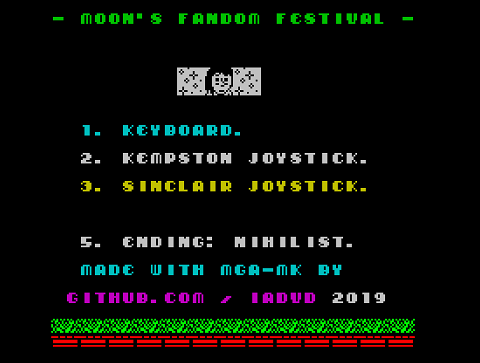 - MOON'S FANDOM FESTIVAL -
1. KEYBOARD.
2. KEMPSTON JOYSTICK.
3. SINCLAIR JOYSTICK.
5. ENDING: NIHILIST.
MADE WITH MGA-MK BY
GITHUB.COM / IADVD 2019